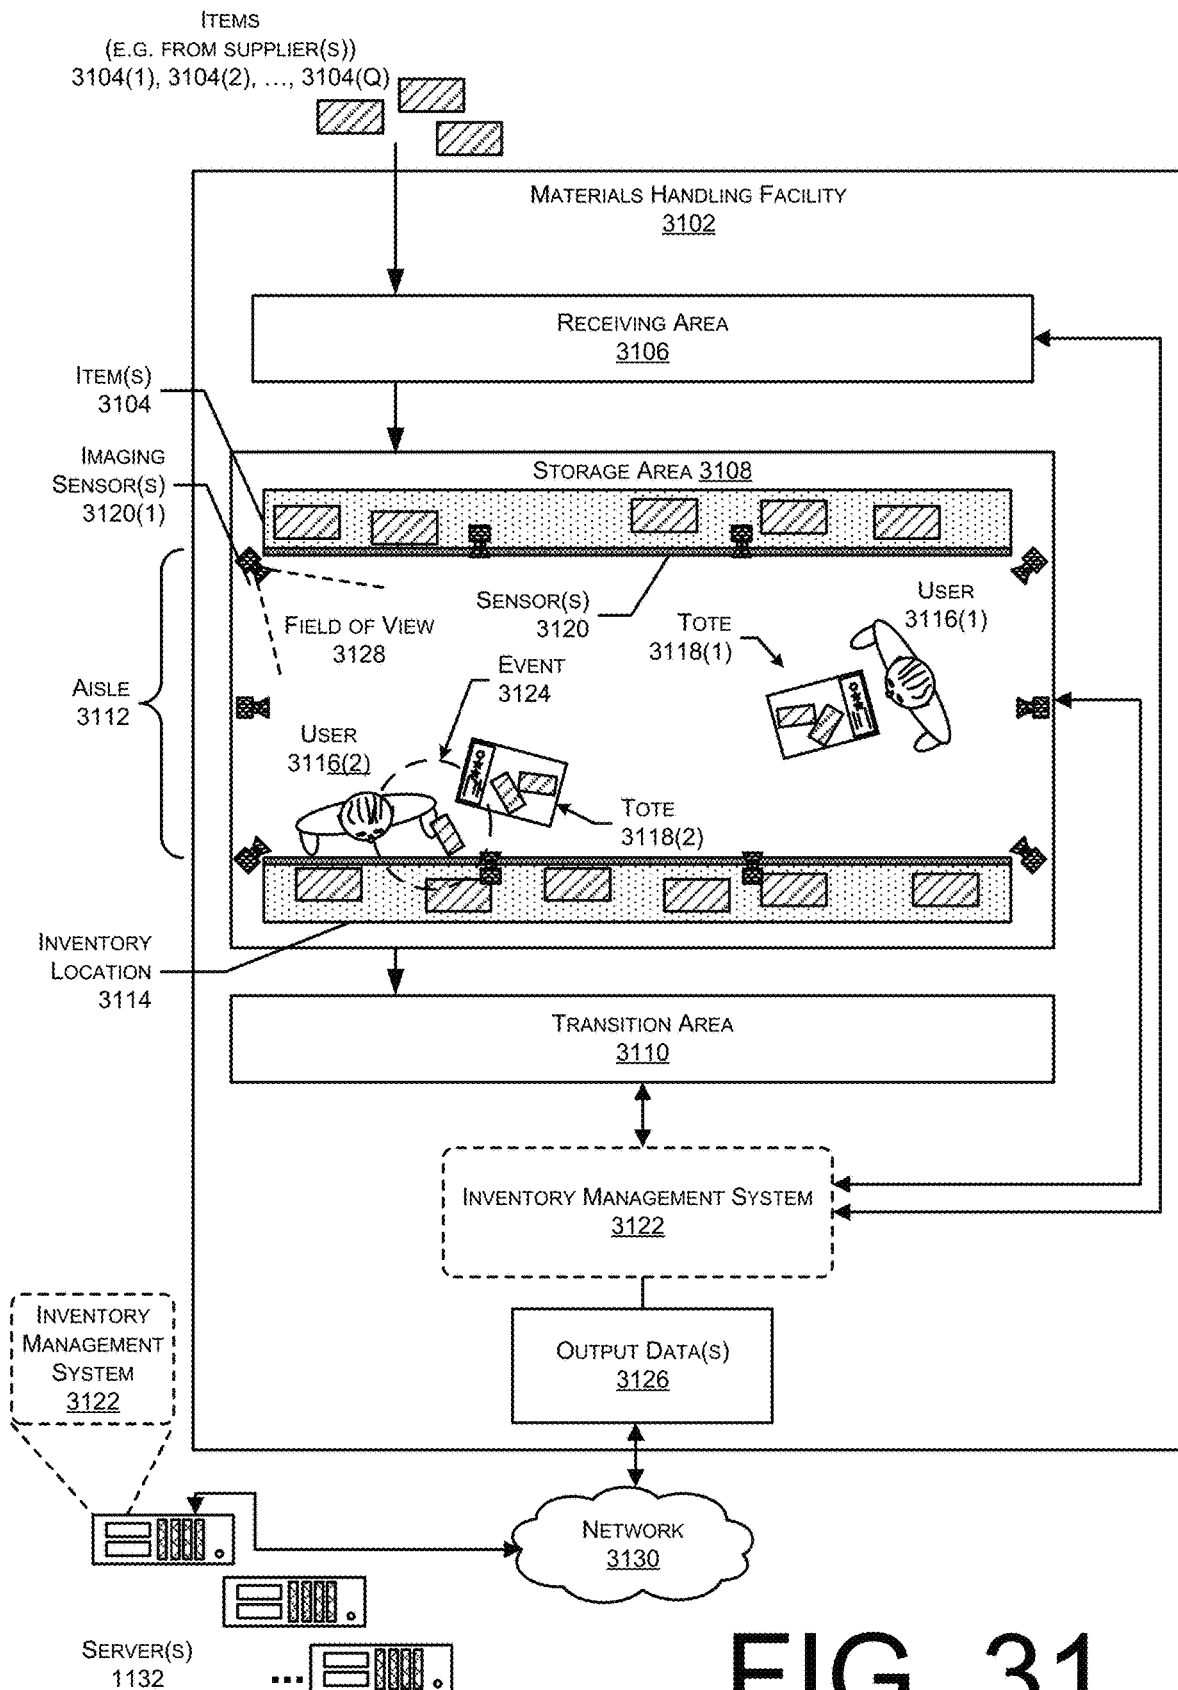 ITEMS
(E.G. FROM SUPPLIER(S))
3104(1), 3104(2), ..., 3104(Q)
MATERIALS HANDLING FACILITY
3102
RECEIVING AREA
3106
ITEM(S)
3104
IMAGING
SENSOR(S)
3120(1)
STORAGE AREA 3108
SENSOR(S)
3120
USER
3116(1)
TOTE
3118(1)
FIELD OF VIEW
3128
EVENT
3124
AISLE
3112
USER
3116(2)
TOTE
3118(2)
INVENTORY
LOCATION
3114
TRANSITION AREA
3110
INVENTORY MANAGEMENT SYSTEM
3122
INVENTORY
MANAGEMENT
SYSTEM
3122
OUTPUT DATA(S)
3126
NETWORK
3130
SERVER(S)
1132
FIG. 31